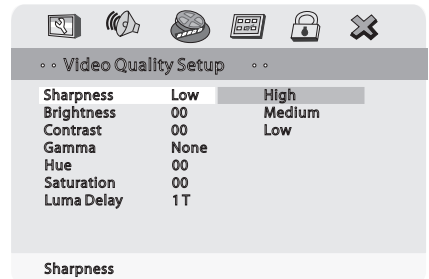 Video Quality Setup
Sharpness Low High
Brightness 00 Medium
Contrast 00 Low
Gamma None
Hue 00
Saturation 00
Luma Delay 1 T
Sharpness